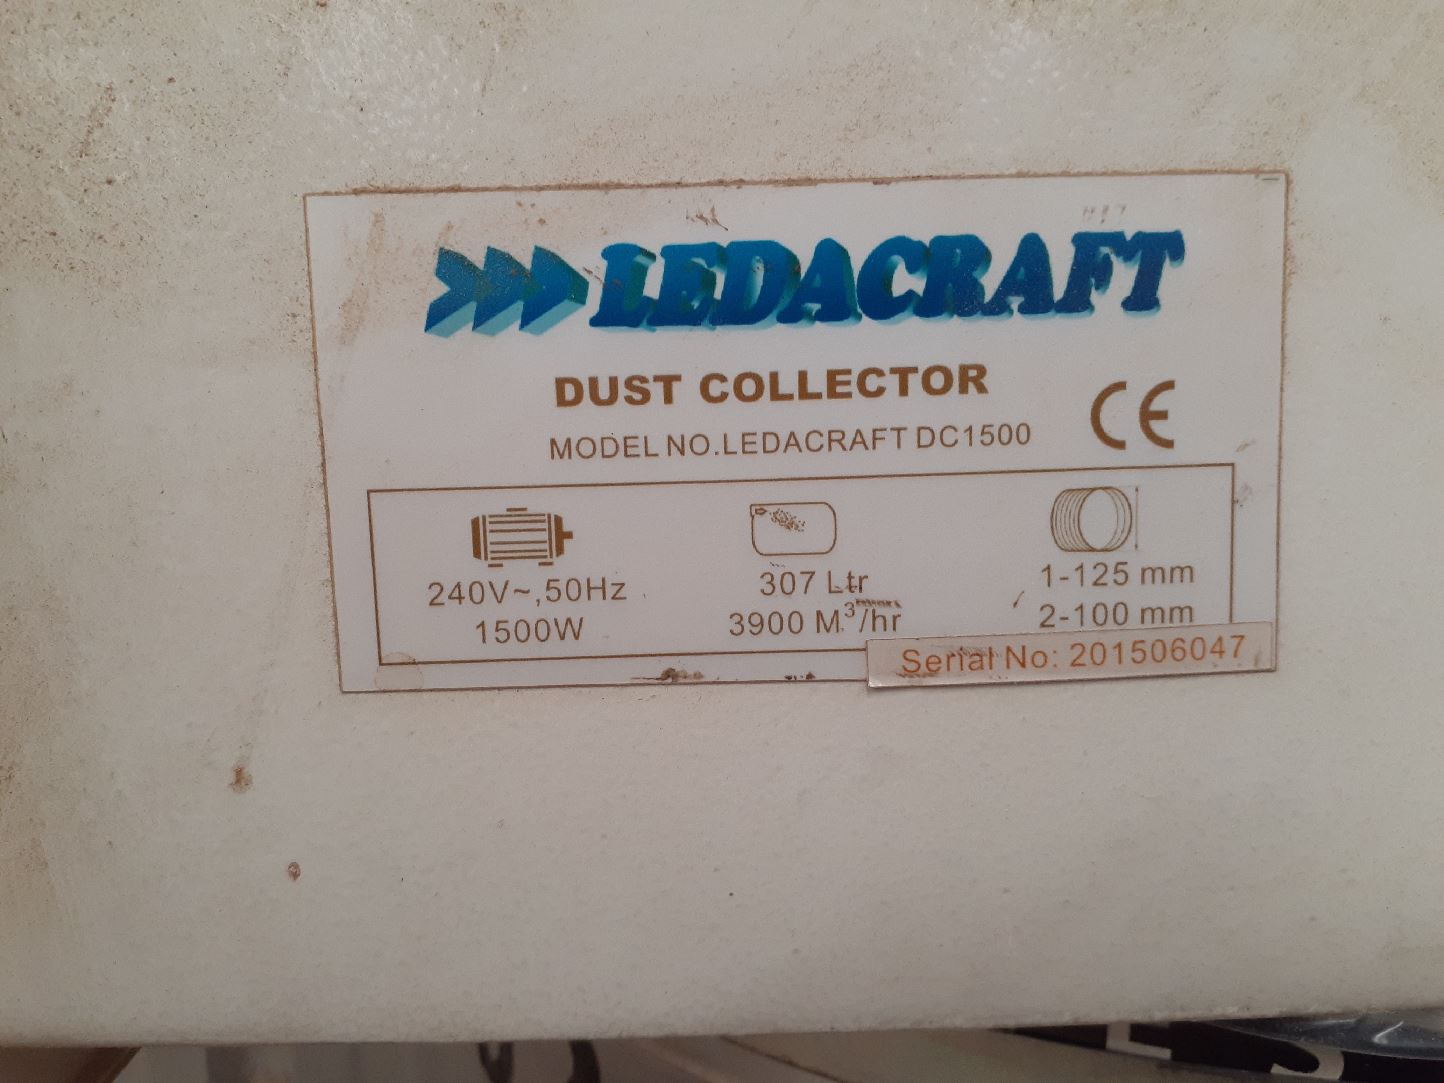 LEDACRAFT
DUST COLLECTOR
MODEL NO.LEDACRAFT DC1500
CE
240V~,50Hz
1500W
307 Ltr
3900 M³/hr
1-125 mm
2-100 mm
Serial No: 201506047